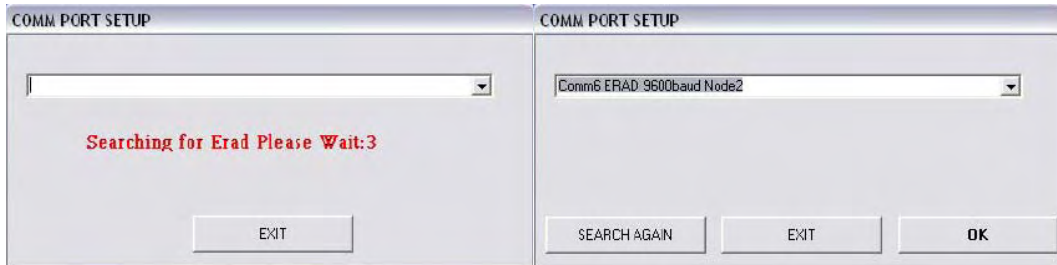 COMM PORT SETUP
Searching for Erad Please Wait:3
EXIT
COMM PORT SETUP
Comm6 ERAD 9600baud Node2
SEARCH AGAIN
EXIT
OK